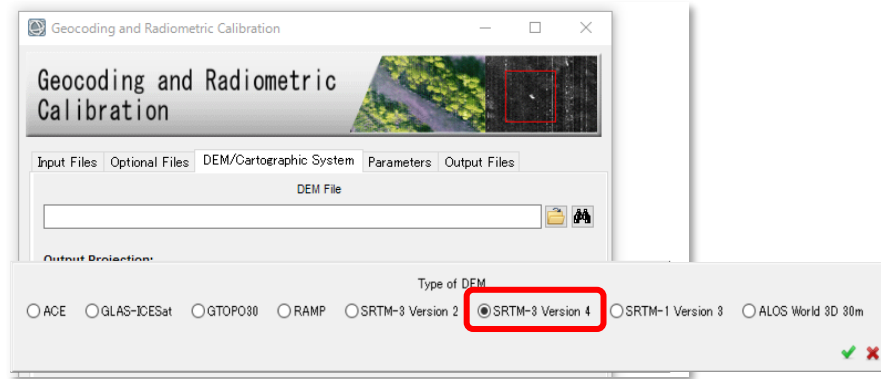 Geocoding and Radiometric Calibration
Geocoding and Radiometric
Calibration
Input Files Optional Files DEM/Cartographic System Parameters Output Files
DEM File
Output Projection:
Type of DEM
ACE GLAS-ICESat GTOPO30 RAMP SRTM-3 Version 2 SRTM-3 Version 4 SRTM-1 Version 3 ALOS World 3D 30m